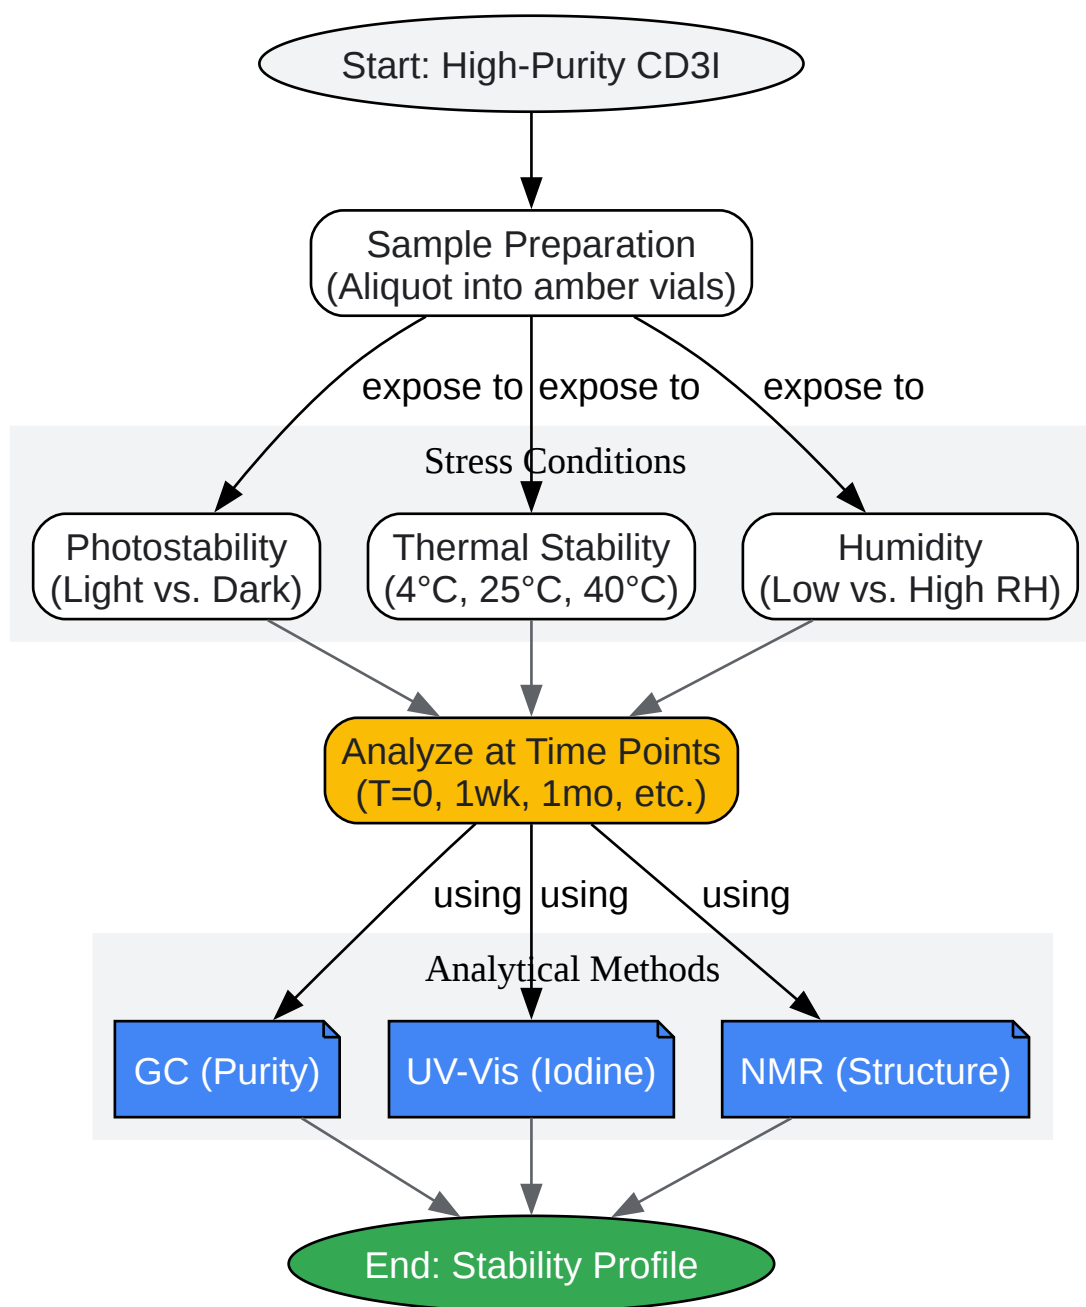 Start: High-Purity CD3I
Sample Preparation
(Aliquot into amber vials)
expose to
expose to
expose to
Stress Conditions
Photostability
(Light vs. Dark)
Thermal Stability
(4°C, 25°C, 40°C)
Humidity
(Low vs. High RH)
Analyze at Time Points
(T=0, 1wk, 1mo, etc.)
using
using
using
Analytical Methods
GC (Purity)
UV-Vis (Iodine)
NMR (Structure)
End: Stability Profile